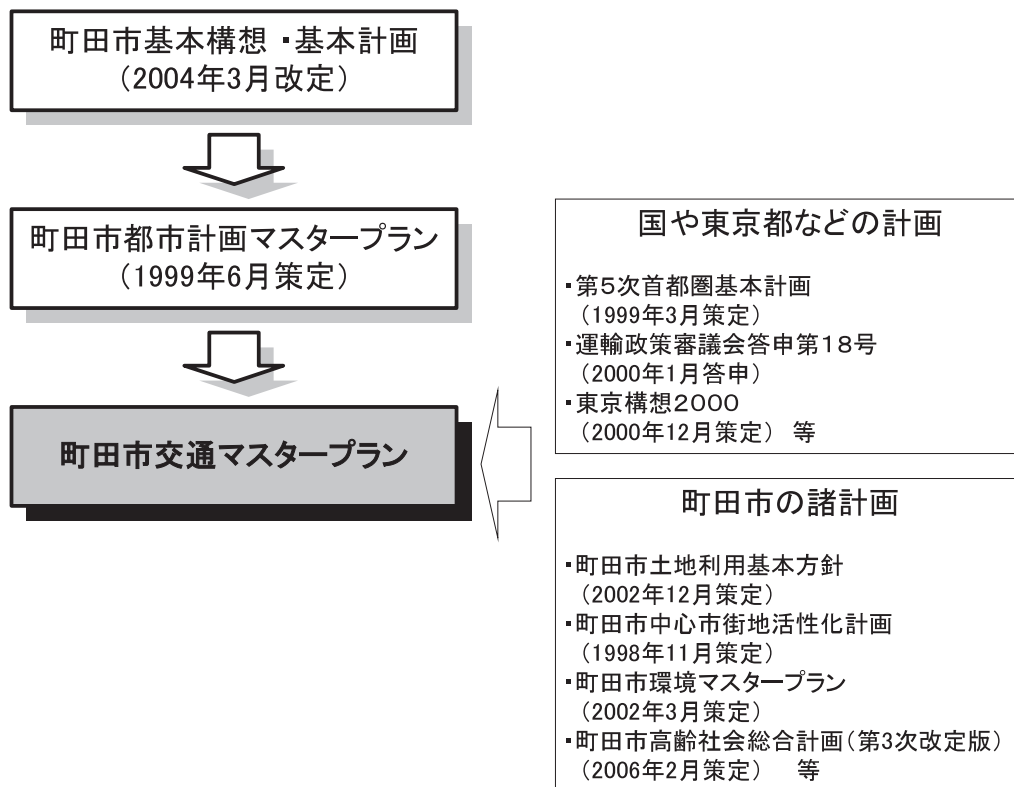 町田市基本構想・基本計画
（2004年3月改定）
町田市都市計画マスタープラン
（1999年6月策定）
町田市交通マスタープラン
国や東京都などの計画
・第5次首都圏基本計画
（1999年3月策定）
・運輸政策審議会答申第18号
（2000年1月答申）
・東京構想2000
（2000年12月策定） 等
町田市の諸計画
・町田市土地利用基本方針
（2002年12月策定）
・町田市中心市街地活性化計画
（1998年11月策定）
・町田市環境マスタープラン
（2002年3月策定）
・町田市高齢社会総合計画（第3次改定版）
（2006年2月策定）　等